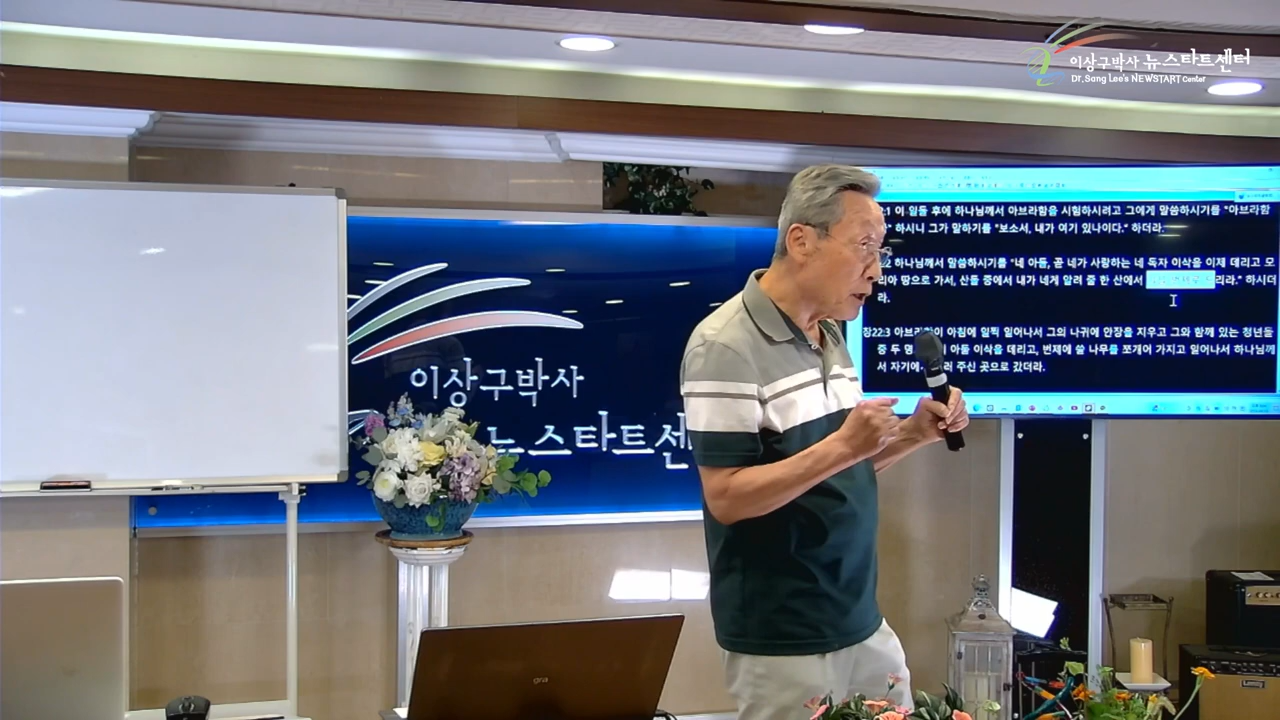 이상구박사 뉴스타트센터
Dr. Sang Lee's NEWSTART Center
:1 이 일들 후에 하나님께서 아브라함을 시험하시려고 그에게 말씀하시기를 "아브라함
" 하시니 그가 말하기를 "보소서, 내가 여기 있나이다." 하더라.
:2 하나님께서 말씀하시기를 "네 아들, 곧 네가 사랑하는 네 독자 이삭을 이제 데리고 모
리아 땅으로 가서, 산들 중에서 내가 네게 알려 줄 한 산에서 리라." 하시더
라.
창22:3 아브라함이 아침에 일찍 일어나서 그의 나귀에 안장을 지우고 그와 함께 있는 청년들
중 두 아들 이삭을 데리고, 번제에 쓸 나무를 쪼개어 가지고 일어나서 하나님께
서 자기에 주신 곳으로 갔더라.
이상구박사
뉴스타트센
gram